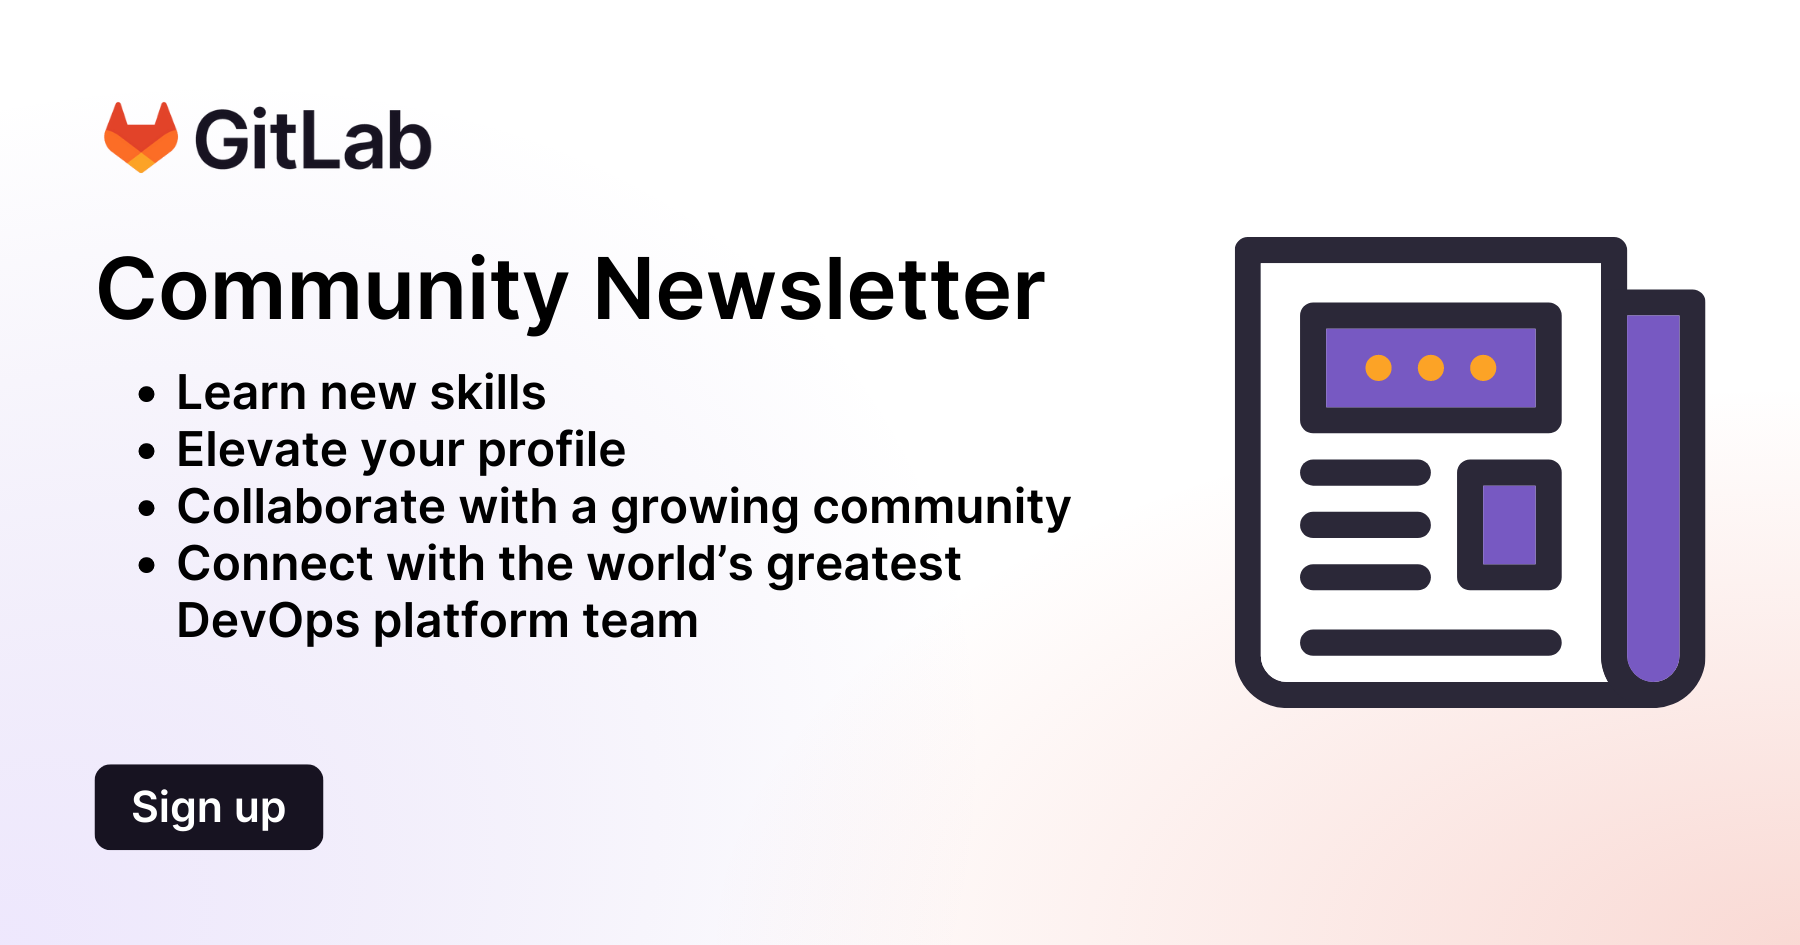 GitLab
Community Newsletter
• Learn new skills
• Elevate your profile
• Collaborate with a growing community
• Connect with the world’s greatest
DevOps platform team
Sign up